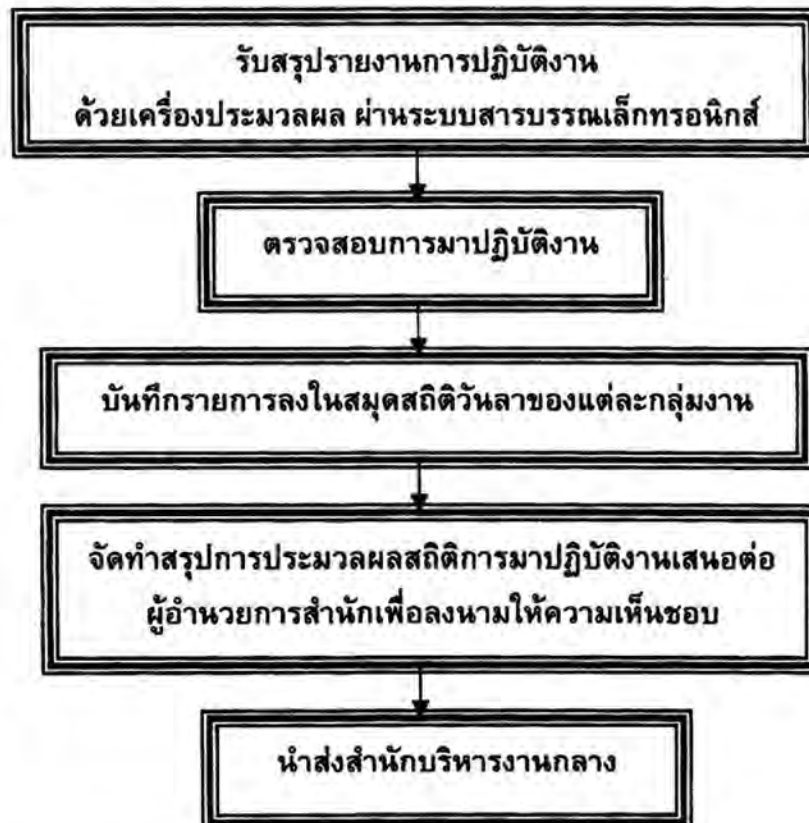 รับสรุปรายงานการปฏิบัติงาน
ด้วยเครื่องประมวลผล ผ่านระบบสารบรรณเล็กทรอนิกส์
ตรวจสอบการมาปฏิบัติงาน
บันทึกรายการลงในสมุดสถิติวันลาของแต่ละกลุ่มงาน
จัดทำสรุปการประมวลผลสถิติการมาปฏิบัติงานเสนอต่อ
ผู้อำนวยการสำนักเพื่อลงนามให้ความเห็นชอบ
นำส่งสำนักบริหารงานกลาง